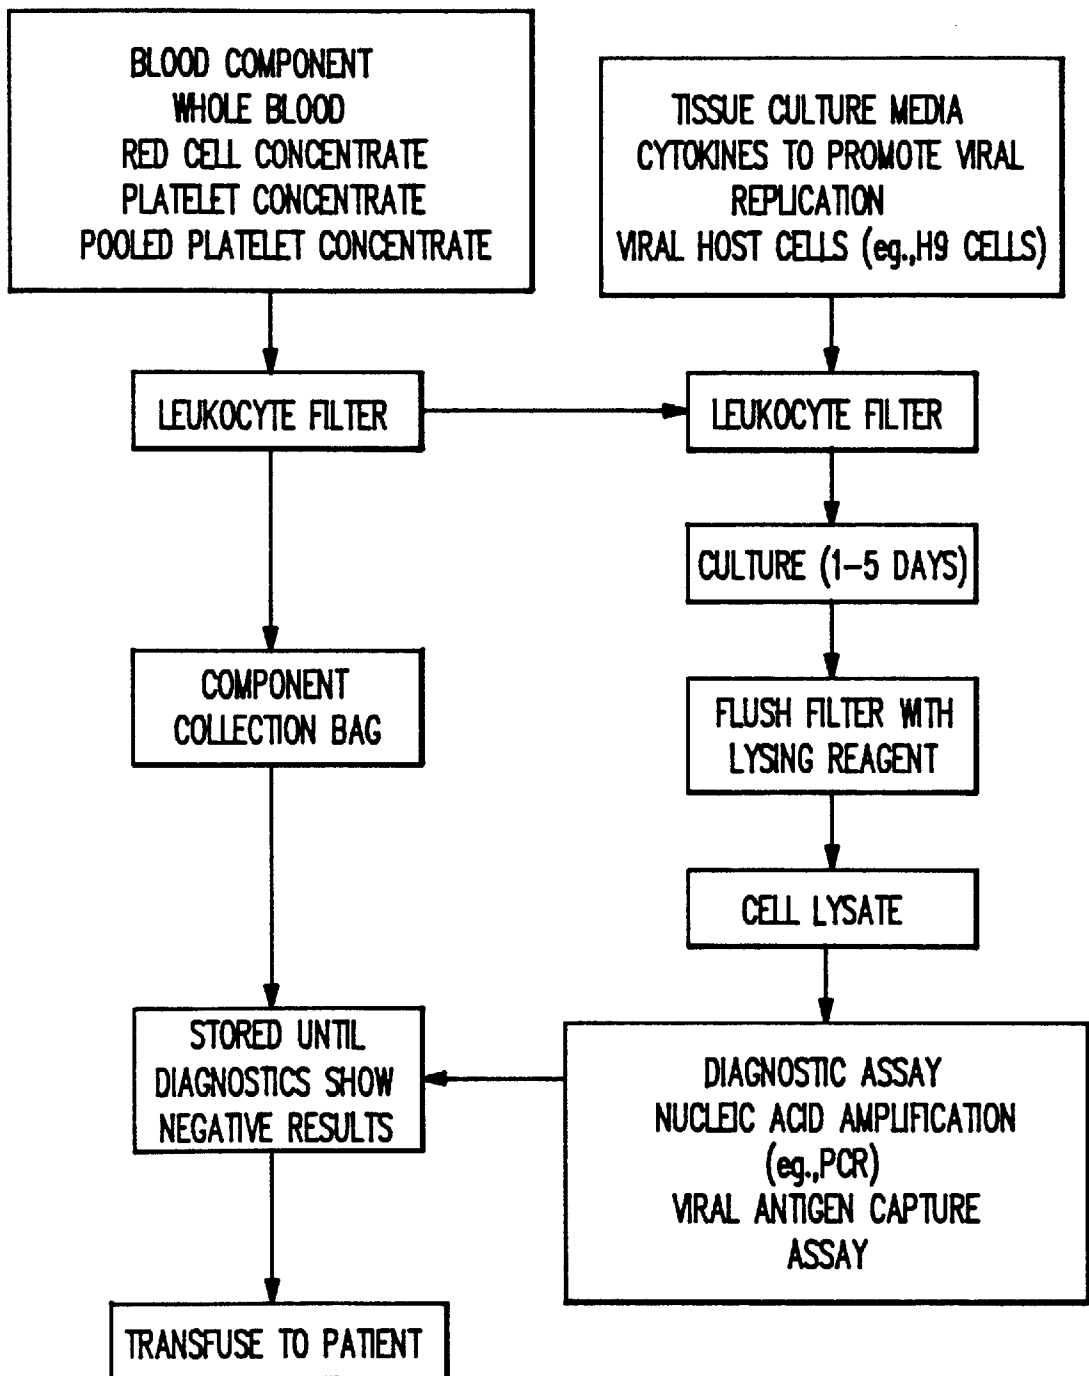 BLOOD COMPONENT
WHOLE BLOOD
RED CELL CONCENTRATE
PLATELET CONCENTRATE
POOLED PLATELET CONCENTRATE
TISSUE CULTURE MEDIA
CYTOKINES TO PROMOTE VIRAL
REPLICATION
VIRAL HOST CELLS (eg.,H9 CELLS)
LEUKOCYTE FILTER
LEUKOCYTE FILTER
CULTURE (1-5 DAYS)
COMPONENT
COLLECTION BAG
FLUSH FILTER WITH
LYSING REAGENT
CELL LYSATE
STORED UNTIL
DIAGNOSTICS SHOW
NEGATIVE RESULTS
DIAGNOSTIC ASSAY
NUCLEIC ACID AMPLIFICATION
(eg.,PCR)
VIRAL ANTIGEN CAPTURE
ASSAY
TRANSFUSE TO PATIENT